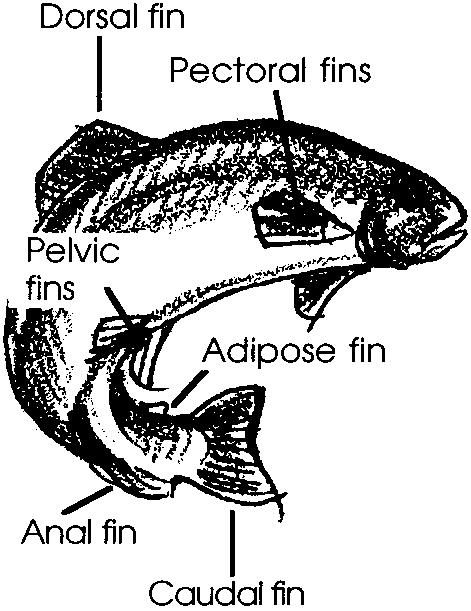 Dorsal fin
Pectoral fins
Pelvic
fins
Adipose fin
Anal fin
Caudal fin